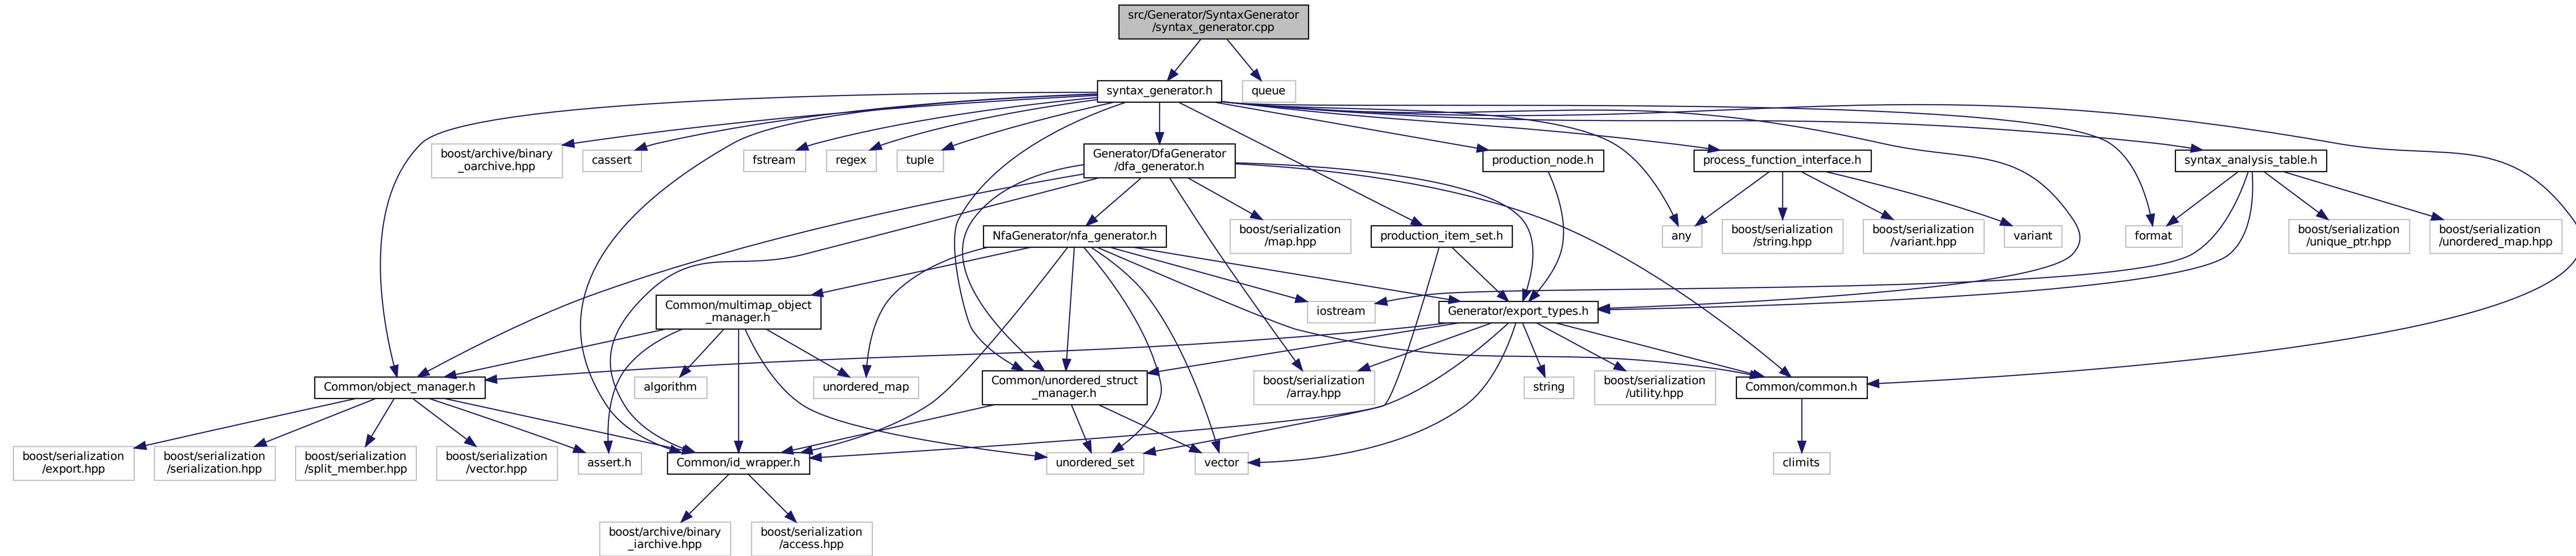 src/Generator/SyntaxGenerator
/syntax_generator.cpp
syntax_generator.h
queue
boost/archive/binary
_oarchive.hpp
cassert
fstream
regex
tuple
Generator/DfaGenerator
/dfa_generator.h
production_node.h
process_function_interface.h
syntax_analysis_table.h
NfaGenerator/nfa_generator.h
boost/serialization
/map.hpp
production_item_set.h
any
boost/serialization
/string.hpp
boost/serialization
/variant.hpp
variant
format
boost/serialization
/unique_ptr.hpp
boost/serialization
/unordered_map.hpp
Common/multimap_object
_manager.h
iostream
Generator/export_types.h
Common/object_manager.h
algorithm
unordered_map
Common/unordered_struct
_manager.h
boost/serialization
/array.hpp
string
boost/serialization
/utility.hpp
Common/common.h
boost/serialization
/export.hpp
boost/serialization
/serialization.hpp
boost/serialization
/split_member.hpp
boost/serialization
/vector.hpp
assert.h
Common/id_wrapper.h
unordered_set
vector
climits
boost/archive/binary
_iarchive.hpp
boost/serialization
/access.hpp